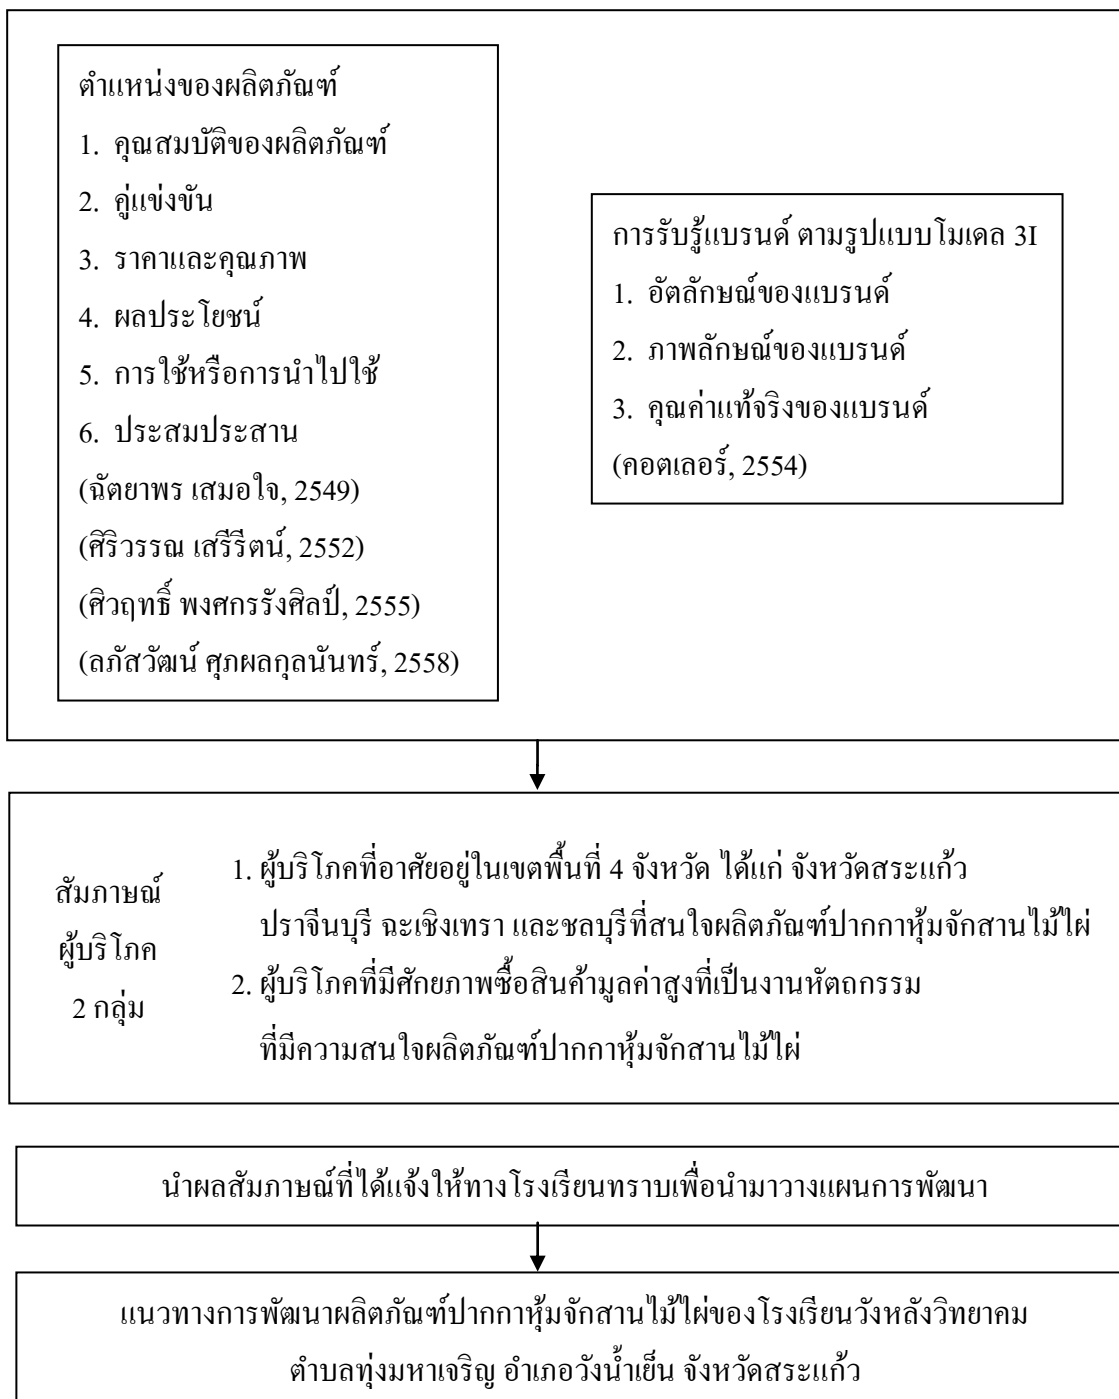 ตำแหน่งของผลิตภัณฑ์
1. คุณสมบัติของผลิตภัณฑ์
2. คู่แข่งขัน
3. ราคาและคุณภาพ
4. ผลประโยชน์
5. การใช้หรือการนำไปใช้
6. ประสมประสาน
(ฉัตยาพร เสมอใจ, 2549)
(ศิริวรรณ เสรีรีตน์, 2552)
(ศิวฤทธิ์ พงศกรรังศิลป์, 2555)
(ลภัสวัฒน์ ศุภผลกุลนันทร์, 2558)
การรับรู้แบรนด์ ตามรูปแบบโมเดล 3I
1. อัตลักษณ์ของแบรนด์
2. ภาพลักษณ์ของแบรนด์
3. คุณค่าแท้จริงของแบรนด์
(คอตเลอร์, 2554)
สัมภาษณ์
ผู้บริโภค
2 กลุ่ม
1. ผู้บริโภคที่อาศัยอยู่ในเขตพื้นที่ 4 จังหวัด ได้แก่ จังหวัดสระแก้ว
ปราจีนบุรี ฉะเชิงเทรา และชลบุรีที่สนใจผลิตภัณฑ์ปากกาหุ้มจักสานไม้ไผ่
2. ผู้บริโภคที่มีศักยภาพซื้อสินค้ามูลค่าสูงที่เป็นงานหัตถกรรม
ที่มีความสนใจผลิตภัณฑ์ปากกาหุ้มจักสานไม้ไผ่
นำผลสัมภาษณ์ที่ได้แจ้งให้ทางโรงเรียนทราบเพื่อนำมาวางแผนการพัฒนา
แนวทางการพัฒนาผลิตภัณฑ์ปากกาหุ้มจักสานไม้ไผ่ของโรงเรียนวังหลังวิทยาคม
ตำบลทุ่งมหาเจริญ อำเภอวังน้ำเย็น จังหวัดสระแก้ว